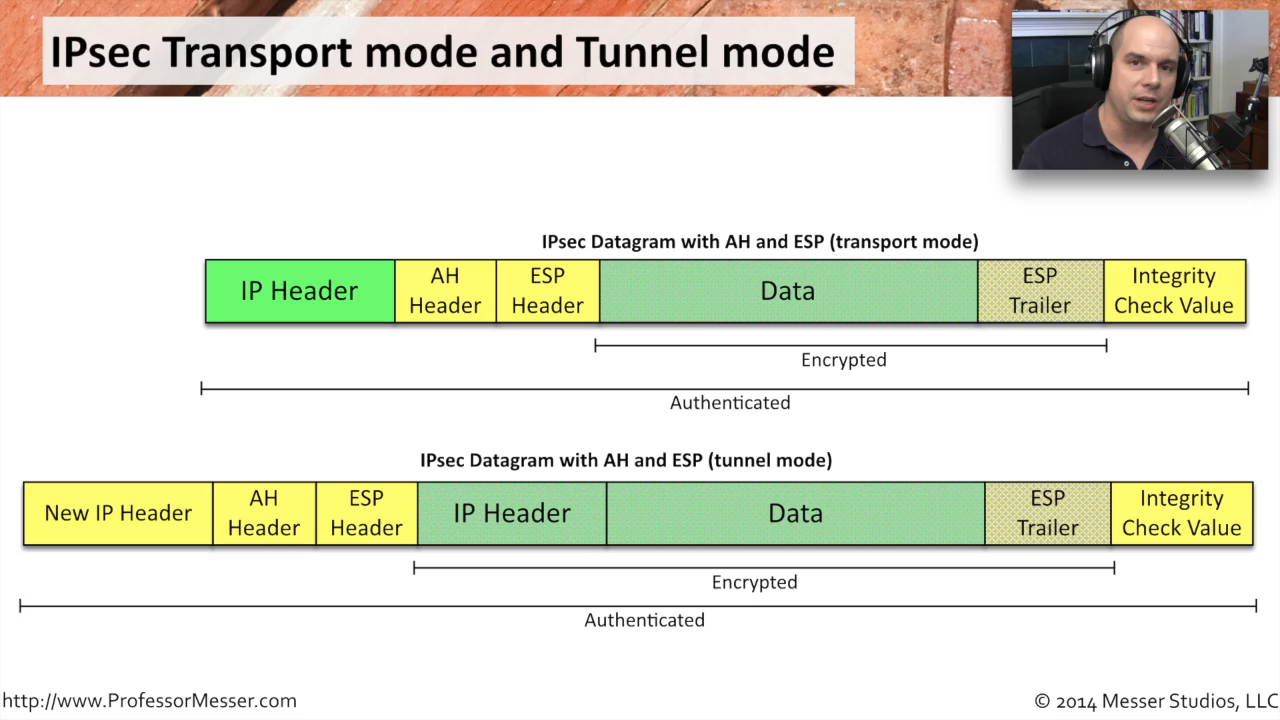 IPsec Transport mode and Tunnel mode
IPsec Datagram with AH and ESP (transport mode)
IP Header
AH
Header
ESP
Header
Data
ESP
Trailer
Integrity
Check Value
Encrypted
Authenticated
IPsec Datagram with AH and ESP (tunnel mode)
New IP Header
AH
Header
ESP
Header
IP Header
Data
ESP
Trailer
Integrity
Check Value
Encrypted
Authenticated
http://www.ProfessorMesser.com
© 2014 Messer Studios, LLC